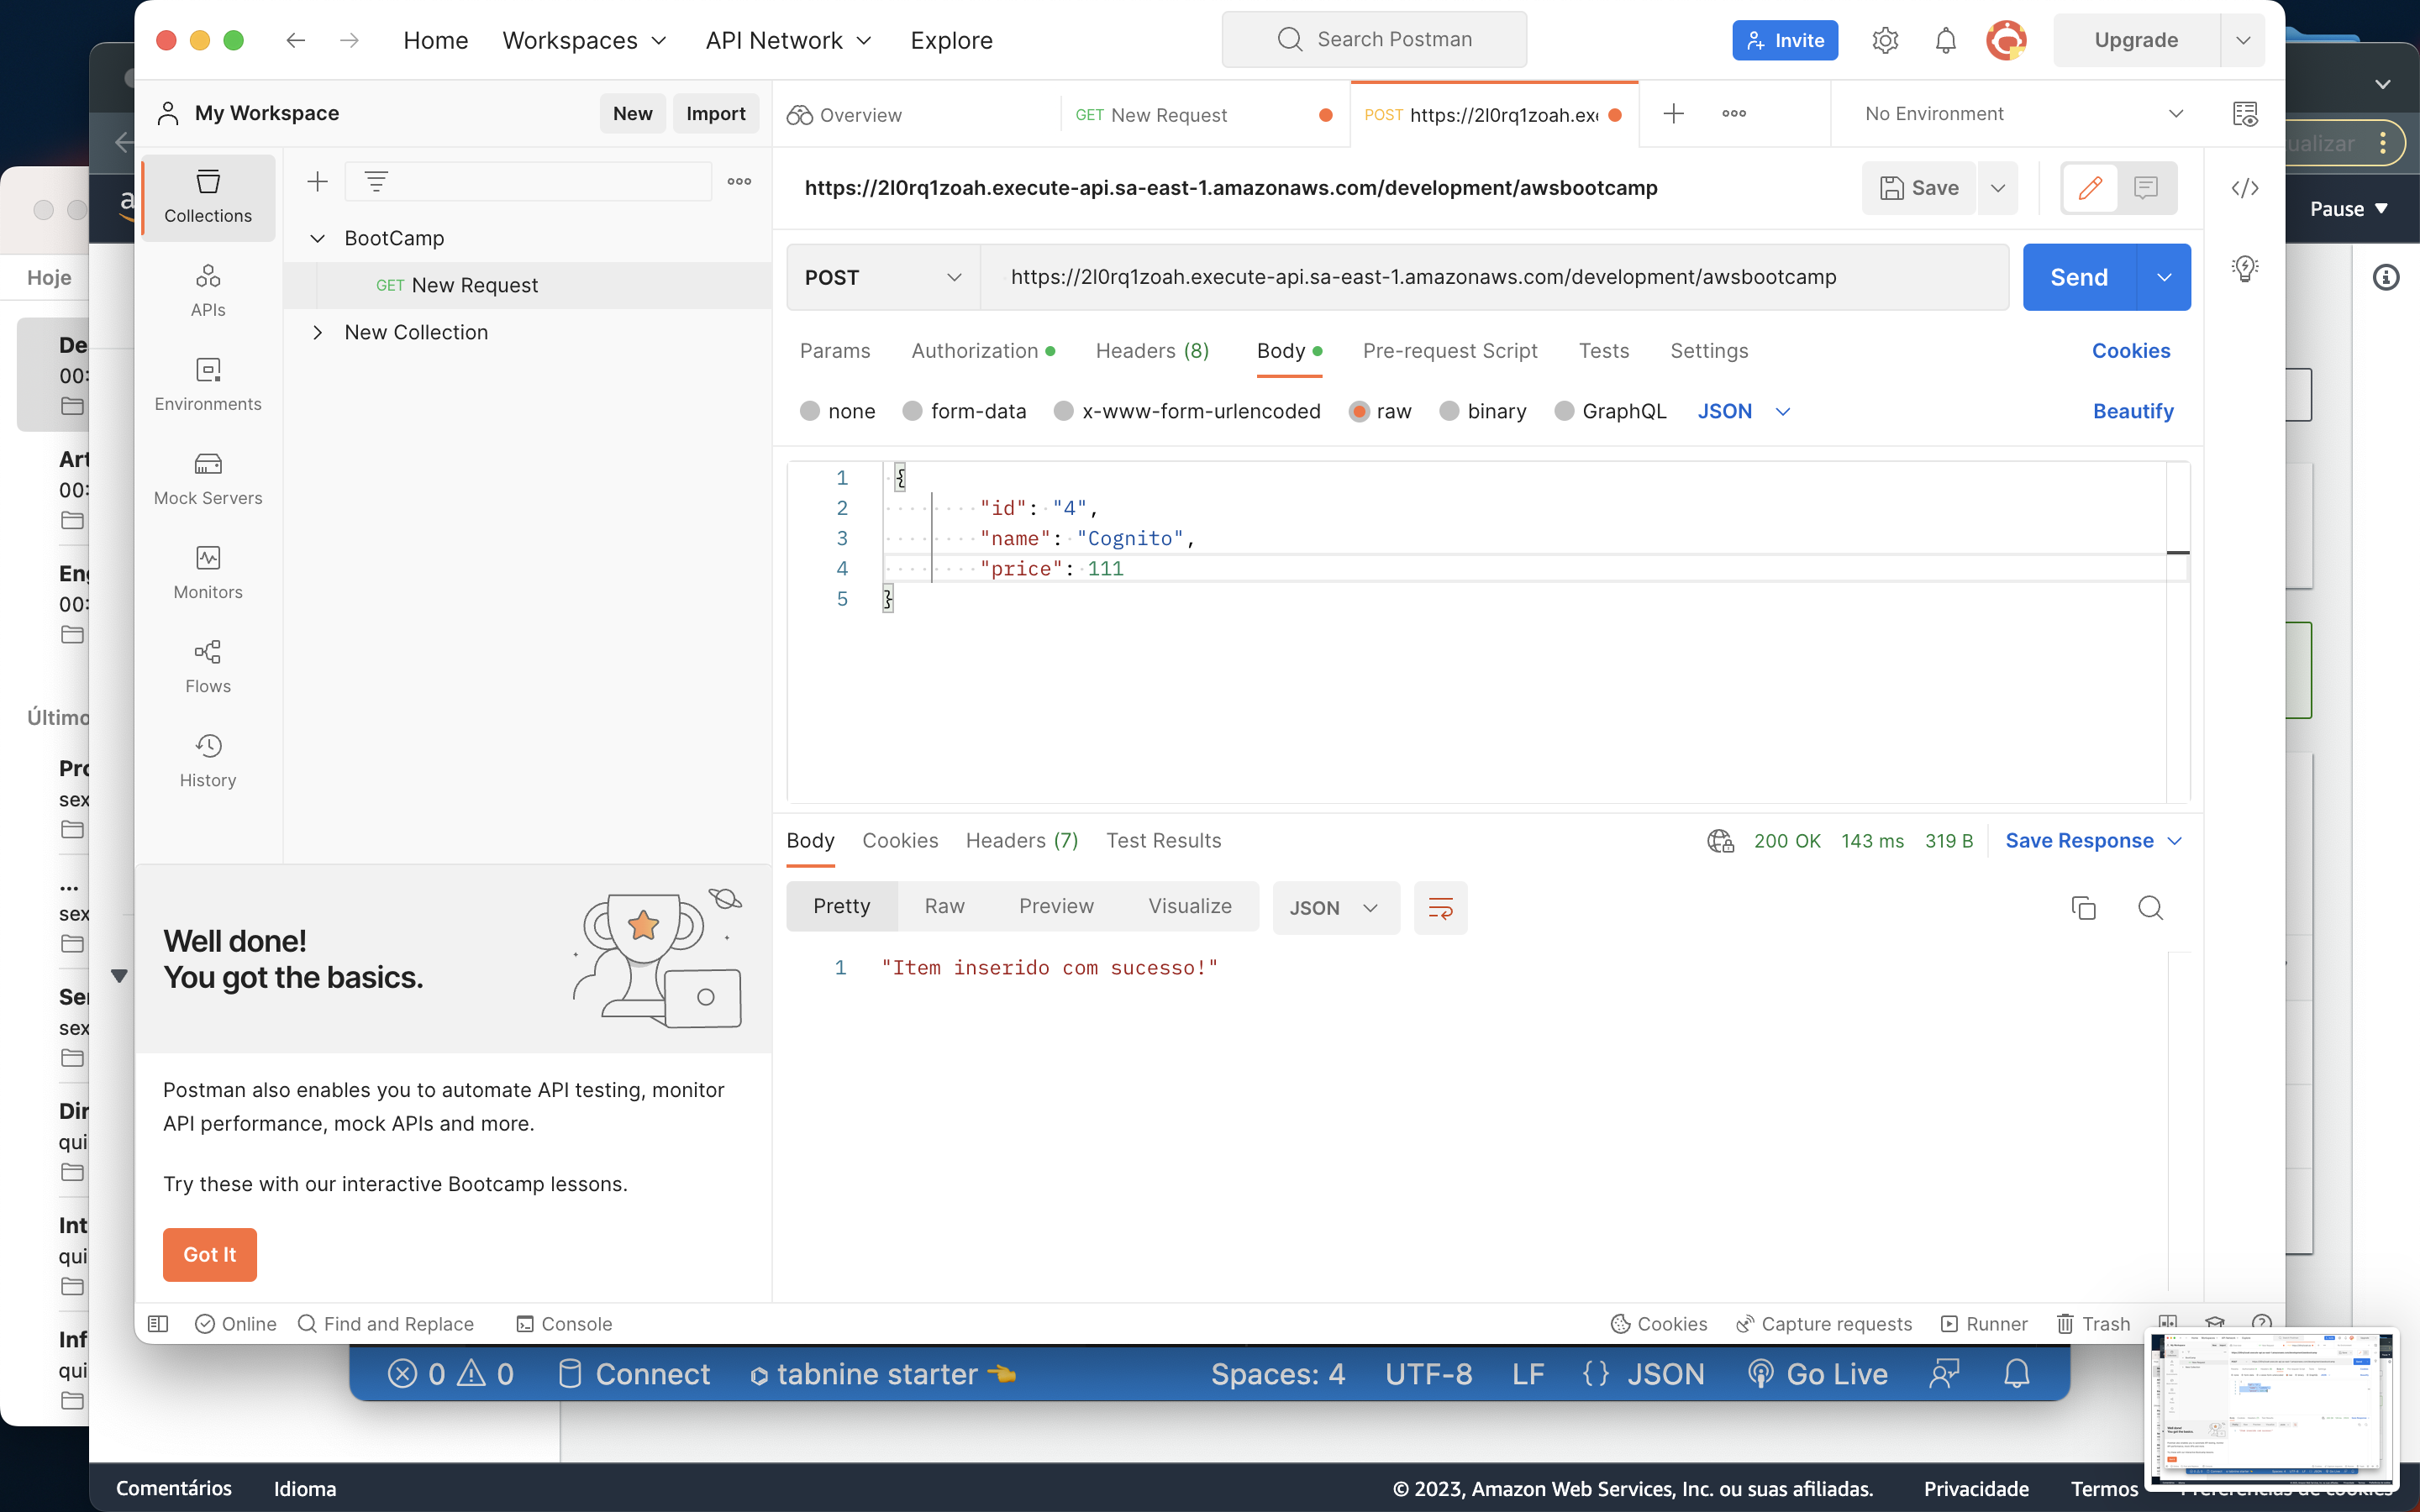 Home Workspaces API Network Explore Search Postman Invite Upgrade
My Workspace New Import Overview GET New Request POST https://2l0rq1zoah.exe No Environment
Collections
APIs
Environments
Mock Servers
Monitors
Flows
History
BootCamp
GET New Request
New Collection
https://2l0rq1zoah.execute-api.sa-east-1.amazonaws.com/development/awsbootcamp Save
POST https://2l0rq1zoah.execute-api.sa-east-1.amazonaws.com/development/awsbootcamp Send
Params Authorization Headers (8) Body Pre-request Script Tests Settings Cookies
none form-data x-www-form-urlencoded raw binary GraphQL JSON Beautify
1 {
2 "id": "4",
3 "name": "Cognito",
4 "price": 111
5 }
Body Cookies Headers (7) Test Results 200 OK 143 ms 319 B Save Response
Pretty Raw Preview Visualize JSON
1 "Item inserido com sucesso!"
Well done!
You got the basics.
Postman also enables you to automate API testing, monitor
API performance, mock APIs and more.
Try these with our interactive Bootcamp lessons.
Got It
Online Find and Replace Console Cookies Capture requests Runner Trash
0 0 Connect tabnine starter Spaces: 4 UTF-8 LF {} JSON Go Live
Comentários Idioma © 2023, Amazon Web Services, Inc. ou suas afiliadas. Privacidade Termos Preferências de cookies
Hoje
De
00:
Art
00:
Eng
00:
Último
Pro
sex
...
sex
Ser
sex
Dir
qui
Int
qui
Inf
qui
ualizar
Pause